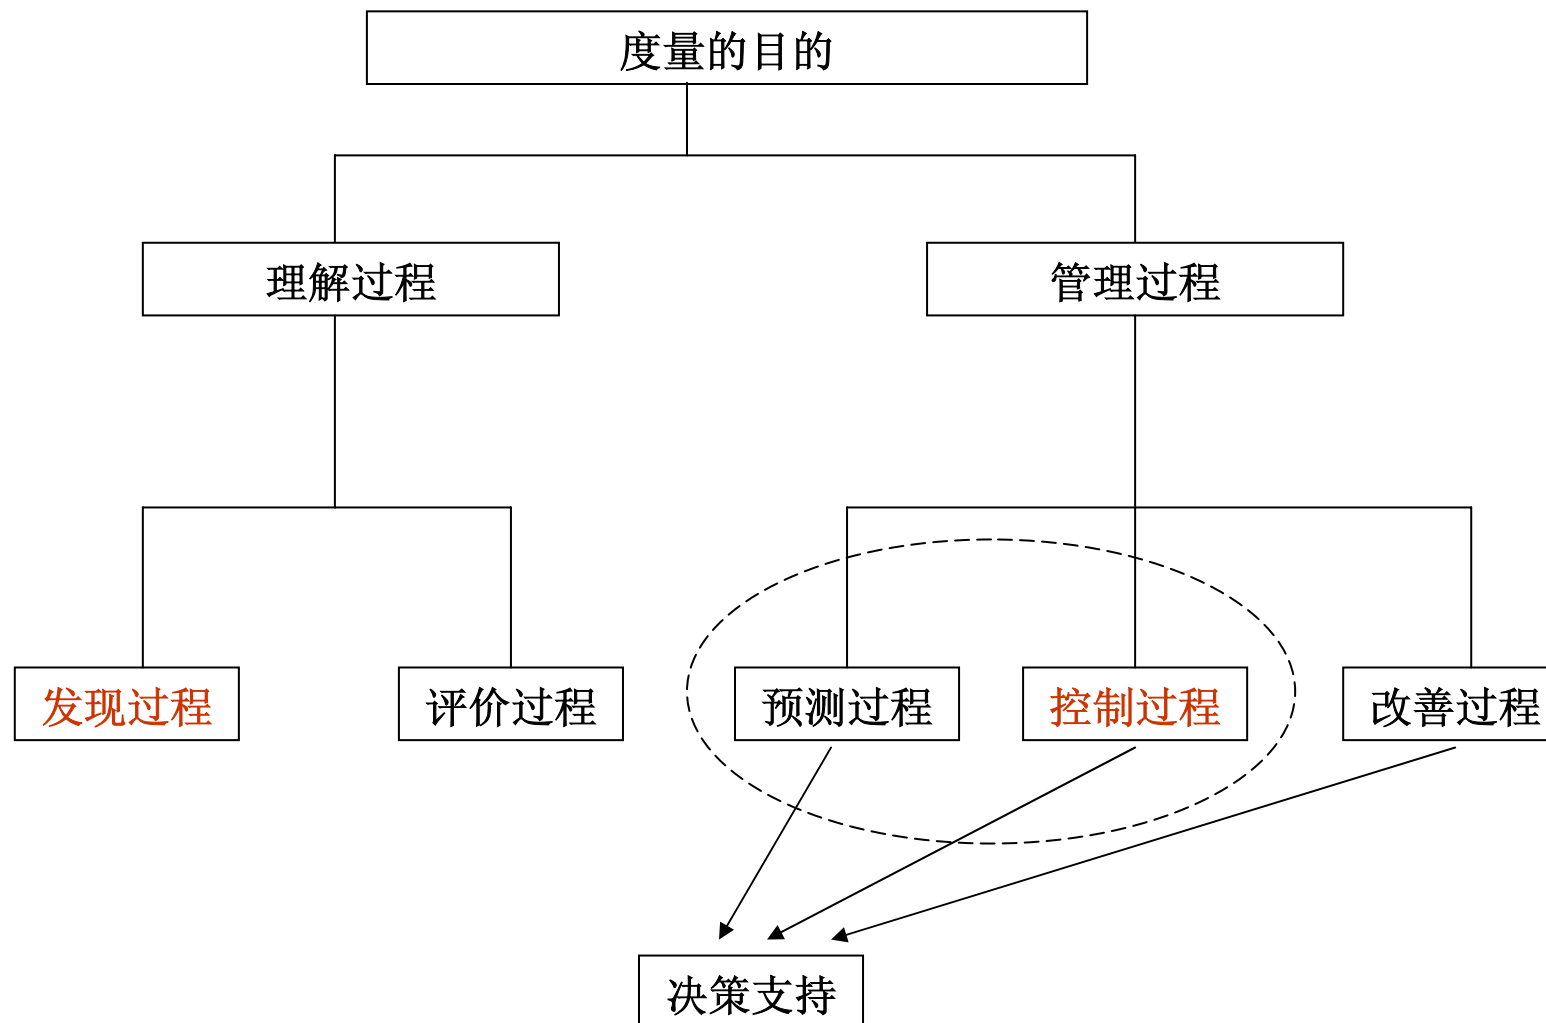 度量的目的
理解过程
管理过程
发现过程
评价过程
预测过程
控制过程
改善过程
决策支持